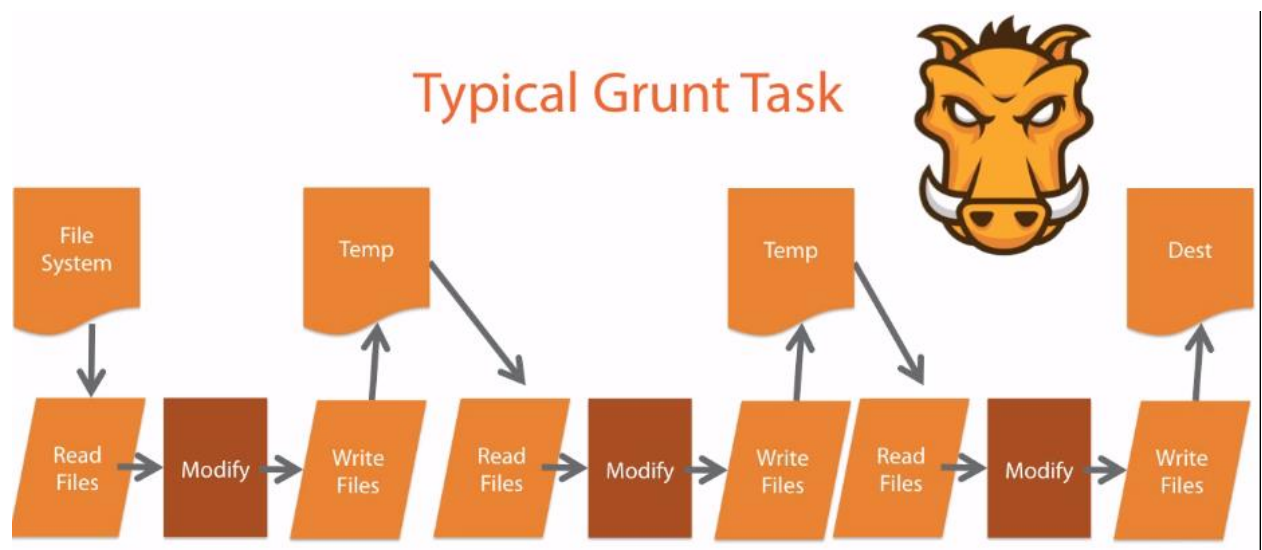 Typical Grunt Task
File
System
Temp
Temp
Dest
Read
Files
Modify
Write
Files
Read
Files
Modify
Write
Files
Read
Files
Modify
Write
Files